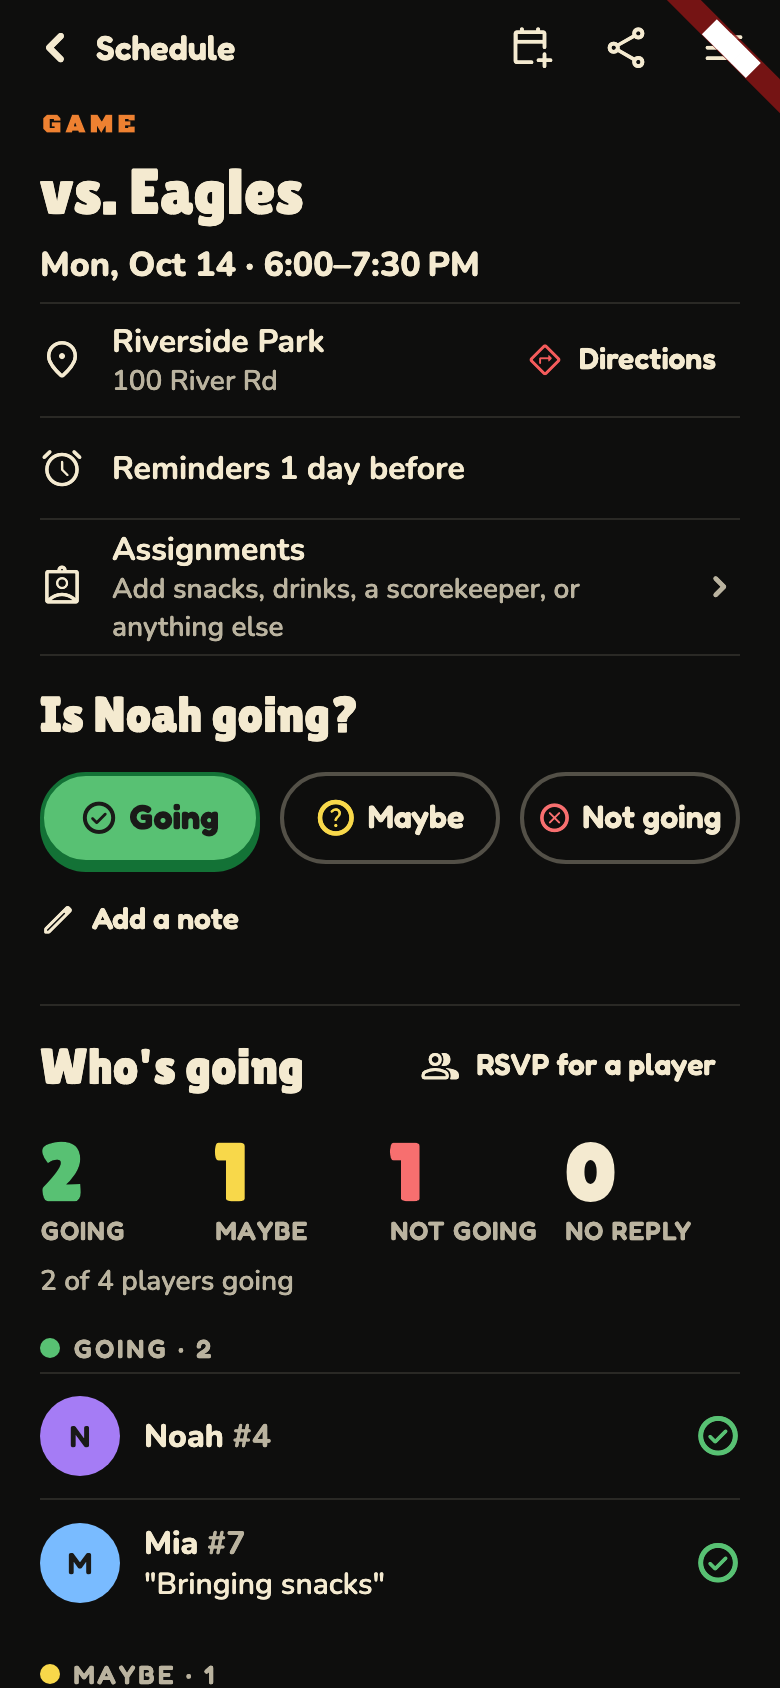 Schedule
GAME
vs. Eagles
Mon, Oct 14 · 6:00–7:30 PM
Riverside Park
100 River Rd
Directions
Reminders 1 day before
Assignments
Add snacks, drinks, a scorekeeper, or
anything else
Is Noah going?
Going
Maybe
Not going
Add a note
Who's going
RSVP for a player
2
1
1
0
GOING
MAYBE
NOT GOING
NO REPLY
2 of 4 players going
GOING · 2
N
Noah #4
M
Mia #7
"Bringing snacks"
MAYBE · 1